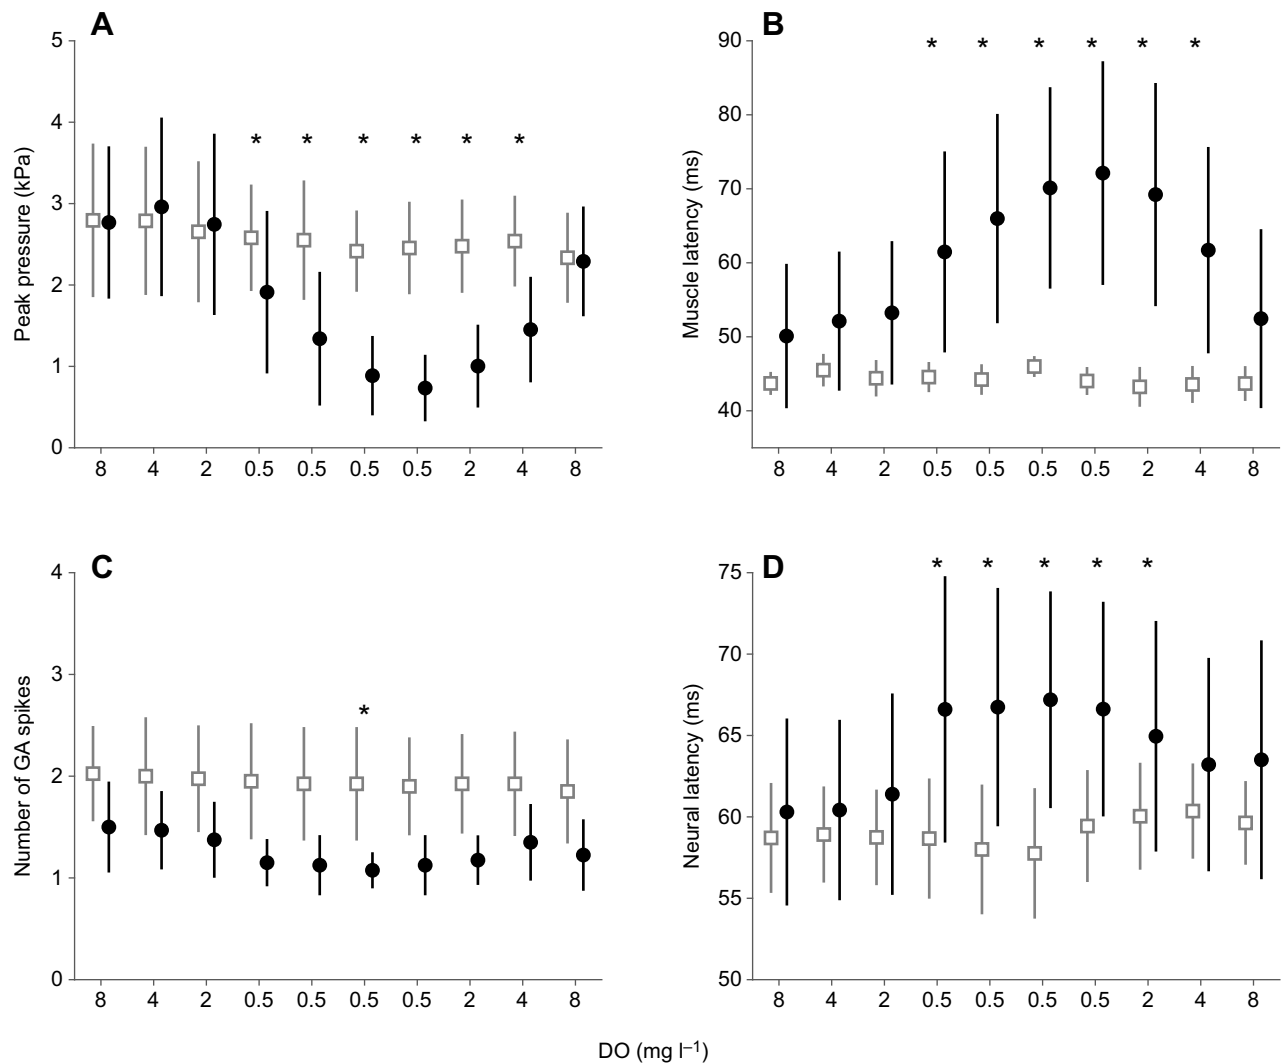 A
Peak pressure (kPa)
5
4
3
2
1
0
* * * * * *
8 4 2 0.5 0.5 0.5 0.5 2 4 8
B
Muscle latency (ms)
90
80
70
60
50
40
* * * * * *
8 4 2 0.5 0.5 0.5 0.5 2 4 8
C
Number of GA spikes
4
3
2
1
0
*
8 4 2 0.5 0.5 0.5 0.5 2 4 8
D
Neural latency (ms)
75
70
65
60
55
50
* * * * *
8 4 2 0.5 0.5 0.5 0.5 2 4 8
DO (mg l⁻¹)